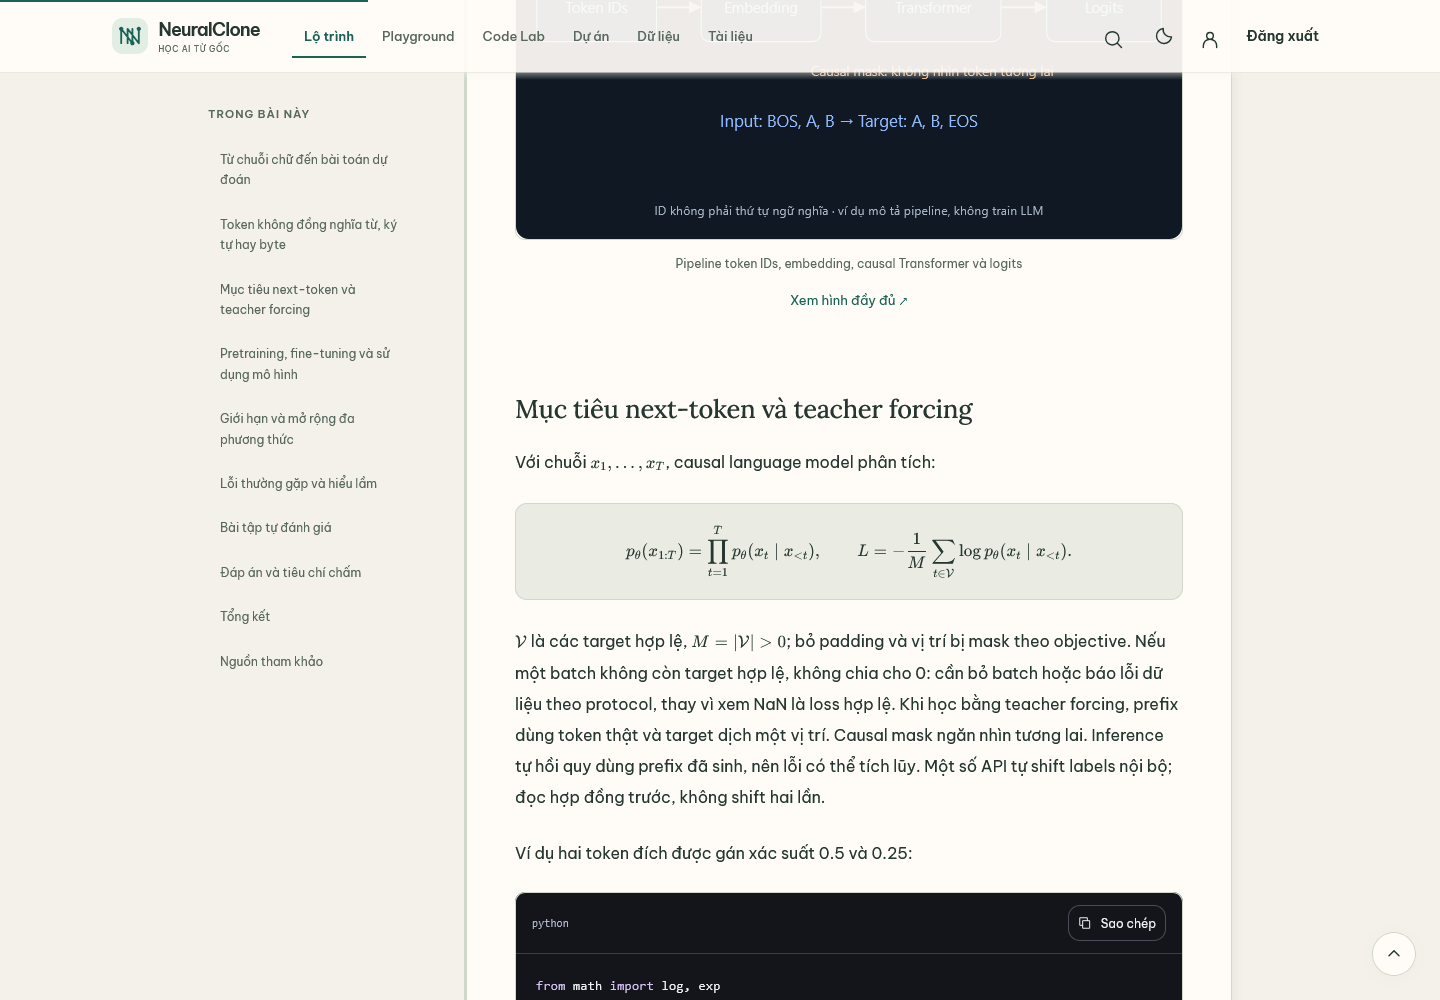 NeuralClone
HỌC AI TỪ GỐC
Lộ trình
Playground
Code Lab
Dự án
Dữ liệu
Tài liệu
Đăng xuất
Token IDs
Embedding
Transformer
Logits
Causal mask: không nhìn token tương lai
Input: BOS, A, B → Target: A, B, EOS
ID không phải thứ tự ngữ nghĩa · ví dụ mô tả pipeline, không train LLM
Pipeline token IDs, embedding, causal Transformer và logits
Xem hình đầy đủ ↗
TRONG BÀI NÀY
Từ chuỗi chữ đến bài toán dự
đoán
Token không đồng nghĩa từ, ký
tự hay byte
Mục tiêu next-token và
teacher forcing
Pretraining, fine-tuning và sử
dụng mô hình
Giới hạn và mở rộng đa
phương thức
Lỗi thường gặp và hiểu lầm
Bài tập tự đánh giá
Đáp án và tiêu chí chấm
Tổng kết
Nguồn tham khảo
Mục tiêu next-token và teacher forcing
Với chuỗi x₁, . . . , x_T, causal language model phân tích:
p_θ(x_{1:T}) = ∏_{t=1}^{T} p_θ(x_t | x_{<t}),    L = −\frac{1}{M} ∑_{t∈𝒱} log p_θ(x_t | x_{<t}).
𝒱 là các target hợp lệ, M = |𝒱| > 0; bỏ padding và vị trí bị mask theo objective. Nếu
một batch không còn target hợp lệ, không chia cho 0: cần bỏ batch hoặc báo lỗi dữ
liệu theo protocol, thay vì xem NaN là loss hợp lệ. Khi học bằng teacher forcing, prefix
dùng token thật và target dịch một vị trí. Causal mask ngăn nhìn tương lai. Inference
tự hồi quy dùng prefix đã sinh, nên lỗi có thể tích lũy. Một số API tự shift labels nội bộ;
đọc hợp đồng trước, không shift hai lần.
Ví dụ hai token đích được gán xác suất 0.5 và 0.25:
python
Sao chép
from math import log, exp